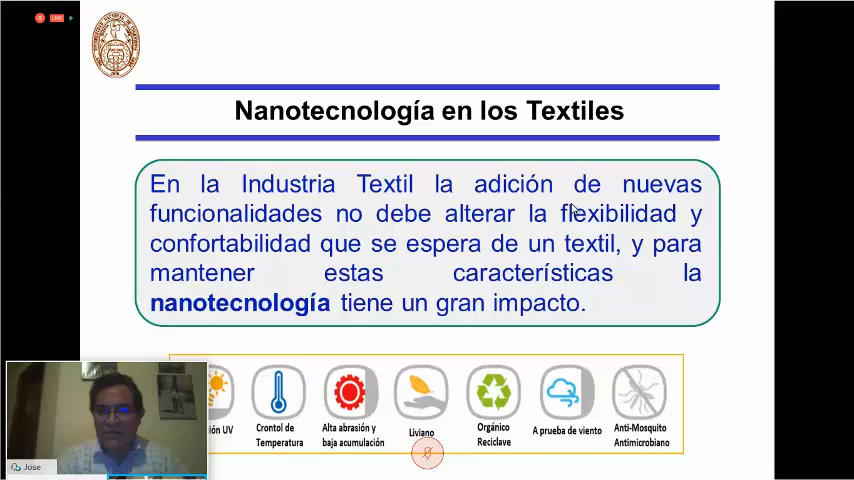 LIVE
Nanotecnología en los Textiles
En la Industria Textil la adición de nuevas
funcionalidades no debe alterar la flexibilidad y
confortabilidad que se espera de un textil, y para
mantener estas características la
nanotecnología tiene un gran impacto.
UV
Crontol de
Temperatura
Alta abrasión y
baja acumulación
Liviano
Orgánico
Reciclave
A prueba de viento
Anti-Mosquito
Antimicrobiano
Jose